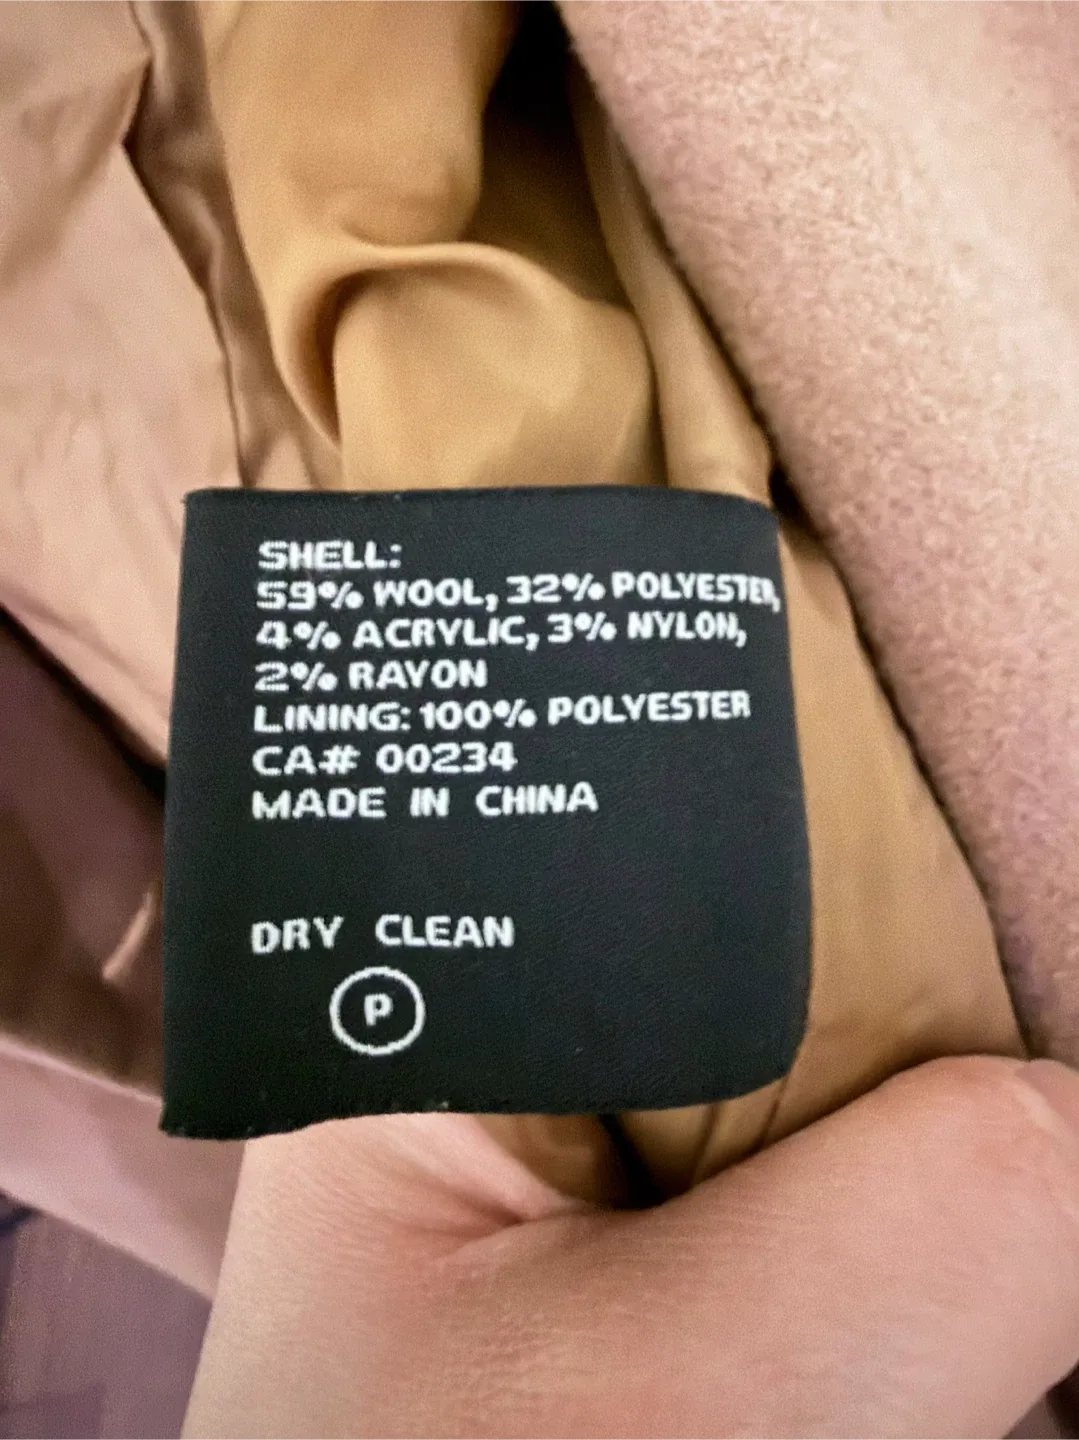 SHELL:
59% WOOL, 32% POLYESTER,
4% ACRYLIC, 3% NYLON,
2% RAYON
LINING: 100% POLYESTER
CA# 00234
MADE IN CHINA
DRY CLEAN
P